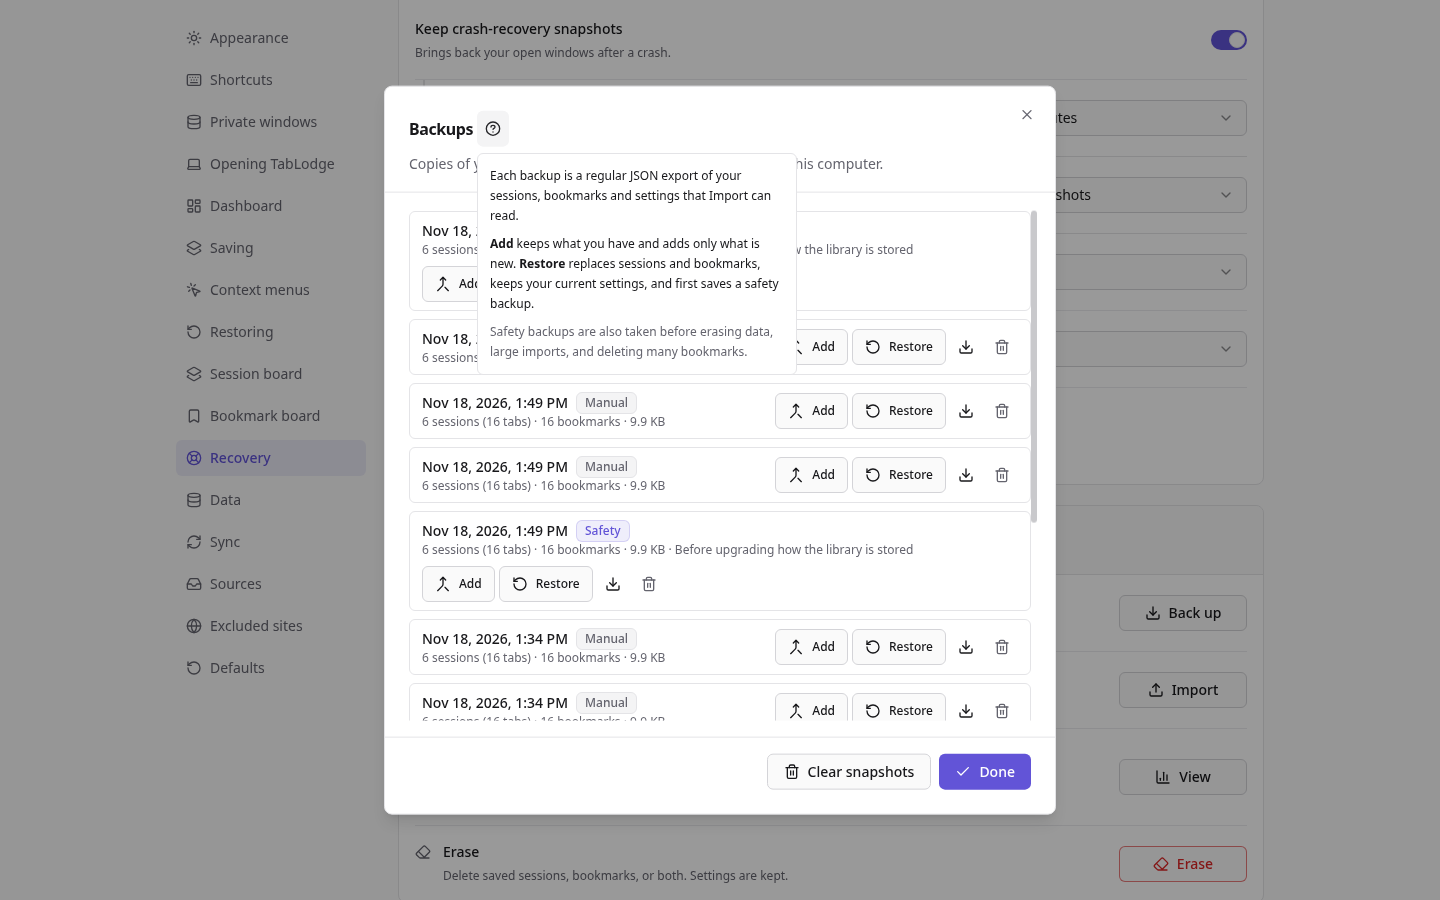 Appearance
Shortcuts
Private windows
Opening TabLodge
Dashboard
Saving
Context menus
Restoring
Session board
Bookmark board
Recovery
Data
Sync
Sources
Excluded sites
Defaults
Keep crash-recovery snapshots
Brings back your open windows after a crash.
Backups
Copies of
his computer.
Each backup is a regular JSON export of your
sessions, bookmarks and settings that Import can
read.
Add keeps what you have and adds only what is
new. Restore replaces sessions and bookmarks,
keeps your current settings, and first saves a safety
backup.
Safety backups are also taken before erasing data,
large imports, and deleting many bookmarks.
Nov 18,
6 sessions
how the library is stored
Add
Nov 18,
6 sessions
Add
Restore
Nov 18, 2026, 1:49 PM Manual
6 sessions (16 tabs) · 16 bookmarks · 9.9 KB
Add
Restore
Nov 18, 2026, 1:49 PM Manual
6 sessions (16 tabs) · 16 bookmarks · 9.9 KB
Add
Restore
Nov 18, 2026, 1:49 PM Safety
6 sessions (16 tabs) · 16 bookmarks · 9.9 KB · Before upgrading how the library is stored
Add
Restore
Nov 18, 2026, 1:34 PM Manual
6 sessions (16 tabs) · 16 bookmarks · 9.9 KB
Add
Restore
Nov 18, 2026, 1:34 PM Manual
6 sessions (16 tabs) · 16 bookmarks · 9.9 KB
Add
Restore
Clear snapshots
Done
Back up
Import
View
Erase
Delete saved sessions, bookmarks, or both. Settings are kept.
Erase